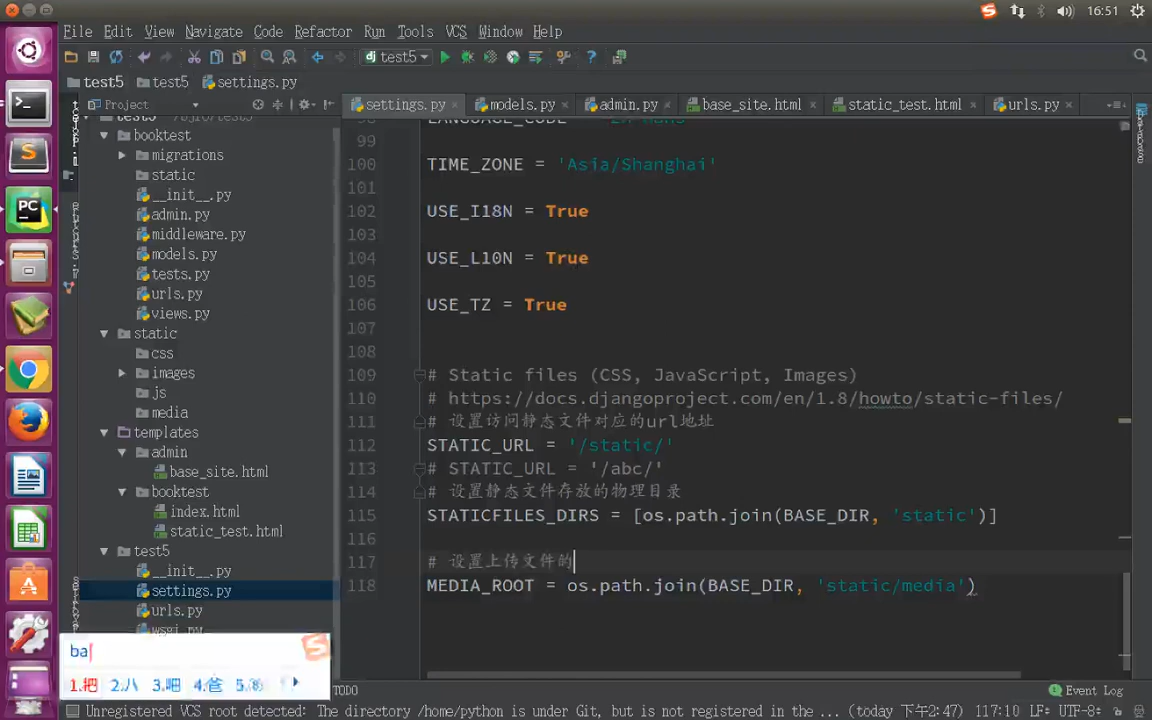 16:51
File Edit View Navigate Code Refactor Run Tools VCS Window Help
test5
test5 test5 settings.py
Project
settings.py models.py admin.py base_site.html static_test.html urls.py
booktest
migrations
static
__init__.py
admin.py
middleware.py
models.py
tests.py
urls.py
views.py
static
css
images
js
media
templates
admin
base_site.html
booktest
index.html
static_test.html
test5
__init__.py
settings.py
urls.py
wsgi.py
99
100 TIME_ZONE = 'Asia/Shanghai'
101
102 USE_I18N = True
103
104 USE_L10N = True
105
106 USE_TZ = True
107
108
109 # Static files (CSS, JavaScript, Images)
110 # https://docs.djangoproject.com/en/1.8/howto/static-files/
111 # 设置访问静态文件对应的url地址
112 STATIC_URL = '/static/'
113 # STATIC_URL = '/abc/'
114 # 设置静态文件存放的物理目录
115 STATICFILES_DIRS = [os.path.join(BASE_DIR, 'static')]
116
117 # 设置上传文件的
118 MEDIA_ROOT = os.path.join(BASE_DIR, 'static/media')
ba
1.把 2.八 3.吧 4.爸
TODO
Event Log
Unregistered VCS root detected: The directory /home/python is under Git, but is not registered in the ... (today 下午2:47) 117:10 LF÷ UTF-8÷